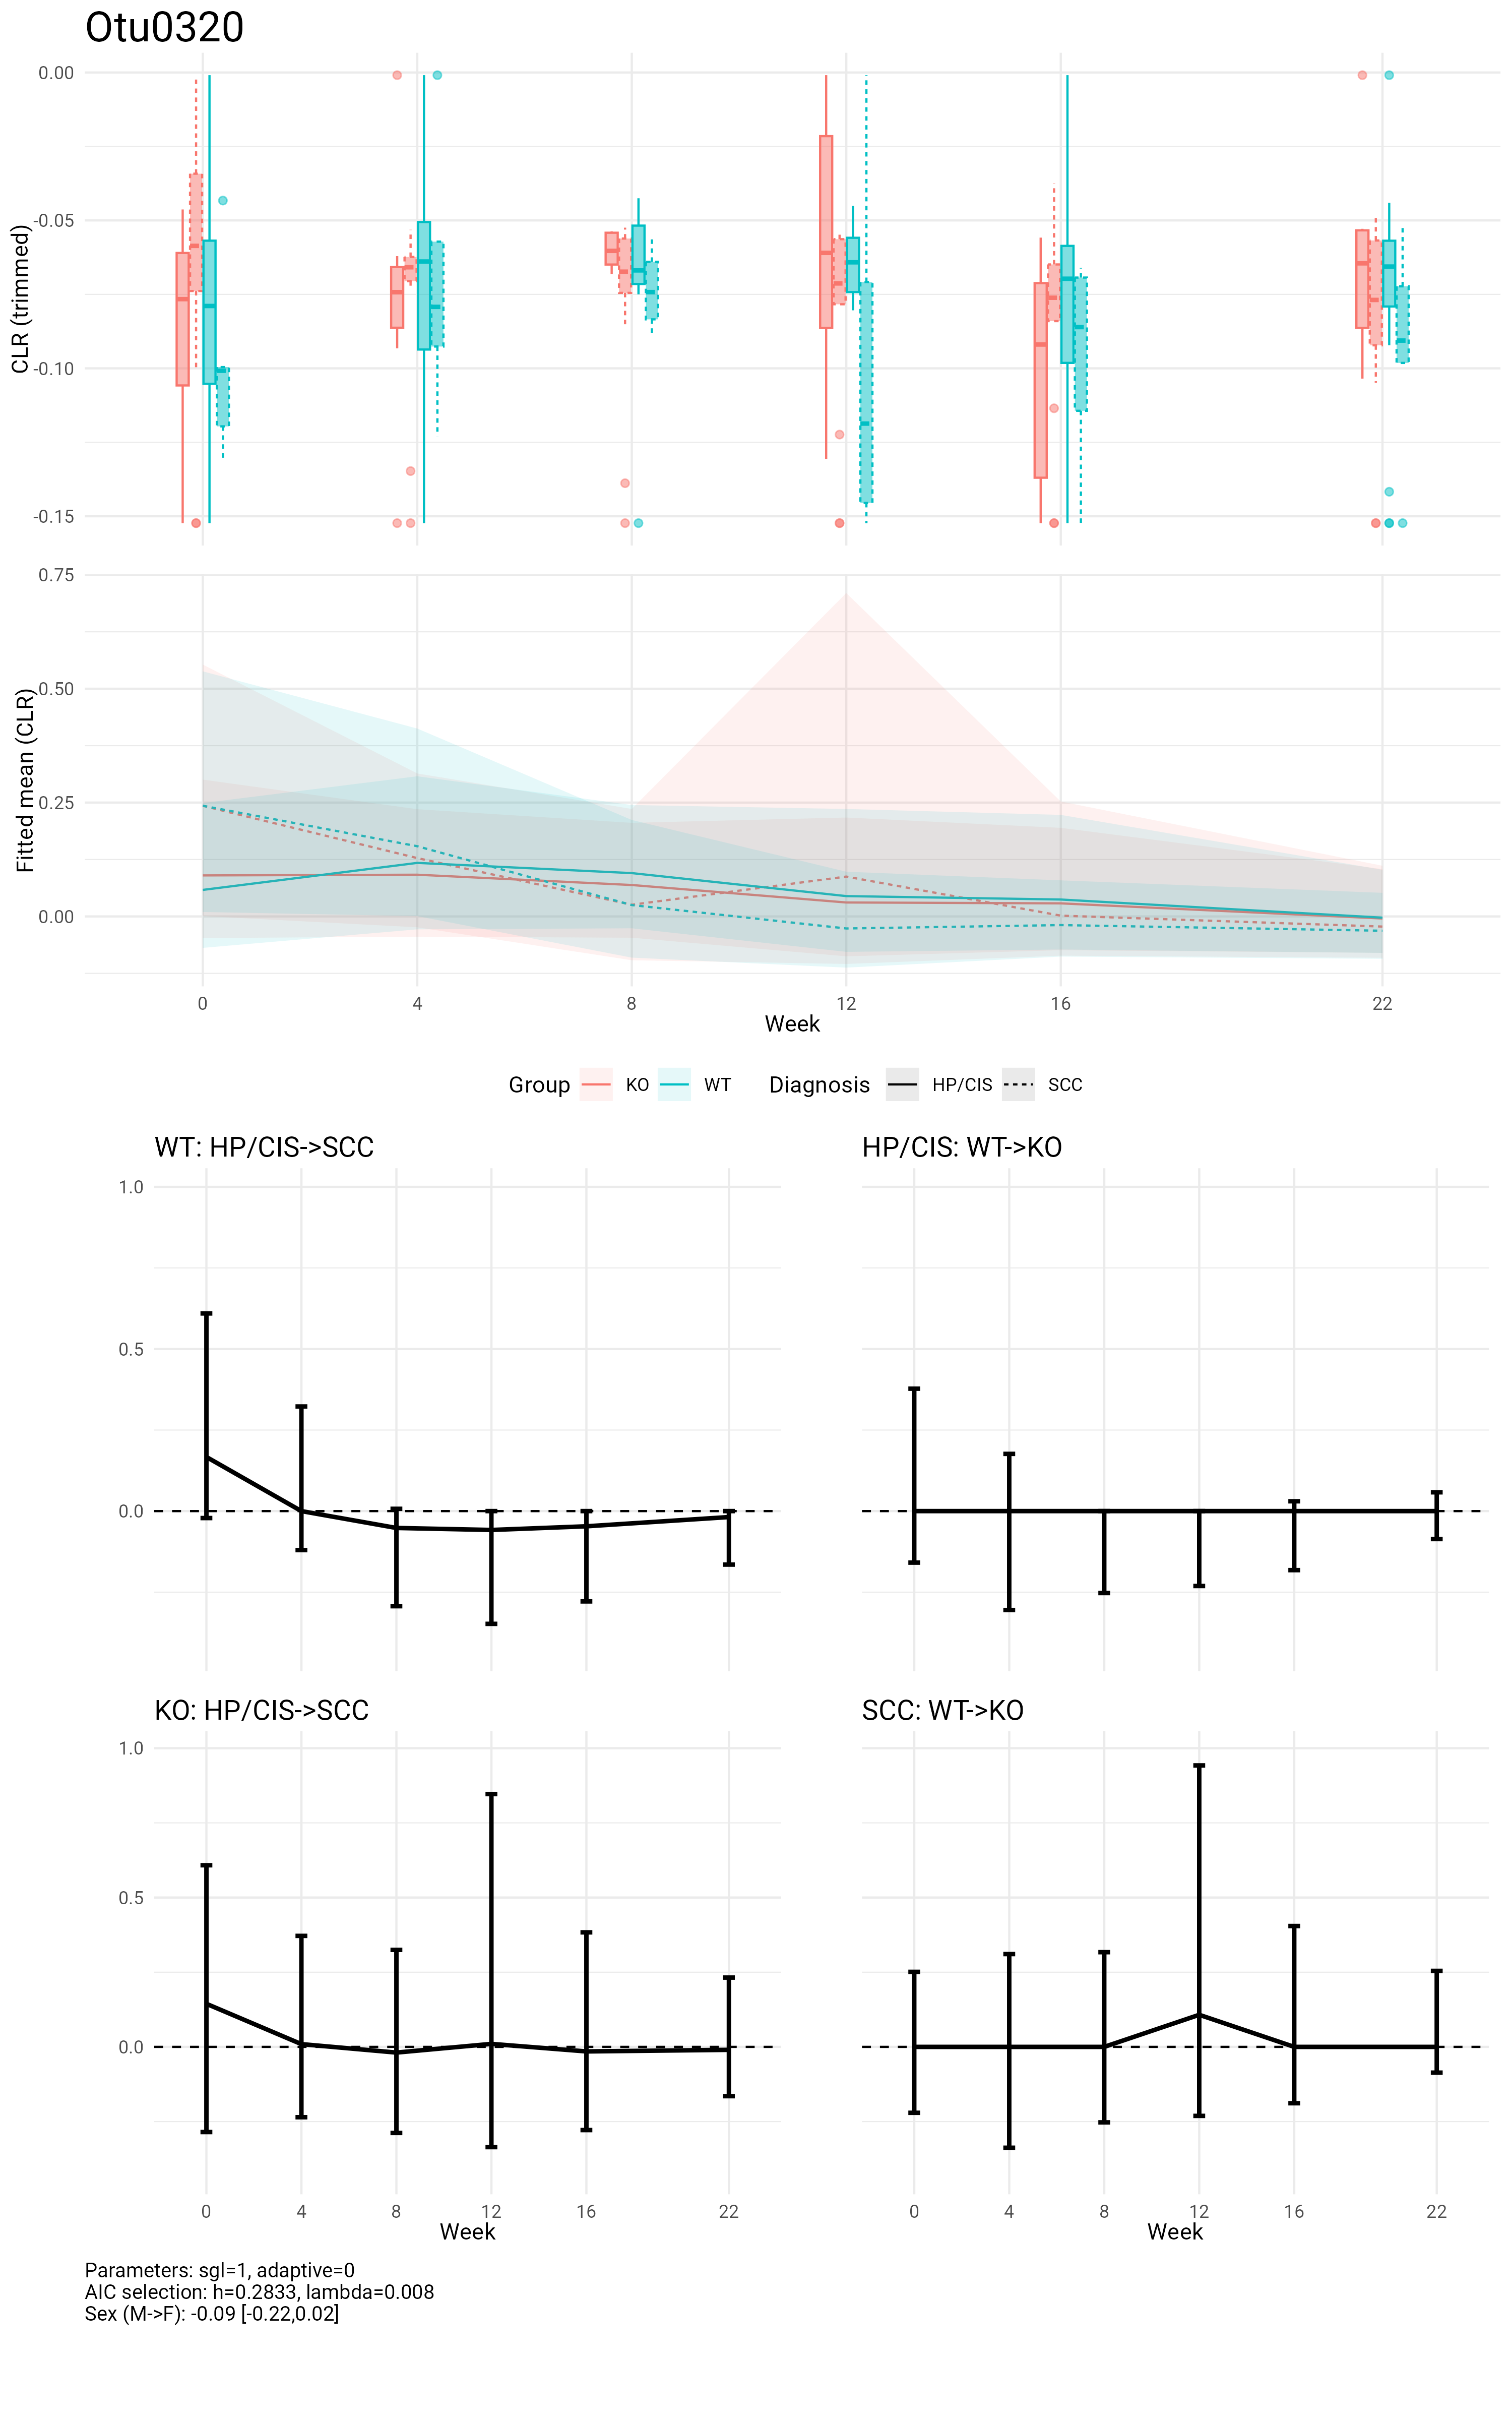 Otu0320
CLR (trimmed)
0.00
-0.05
-0.10
-0.15
Fitted mean (CLR)
0.75
0.50
0.25
0.00
0 4 8 12 16 22
Week
Group KO WT Diagnosis HP/CIS SCC
WT: HP/CIS->SCC
HP/CIS: WT->KO
1.0
0.5
0.0
KO: HP/CIS->SCC
SCC: WT->KO
1.0
0.5
0.0
0 4 8 12 16 22
0 4 8 12 16 22
Week
Week
Parameters: sgl=1, adaptive=0
AIC selection: h=0.2833, lambda=0.008
Sex (M->F): -0.09 [-0.22,0.02]